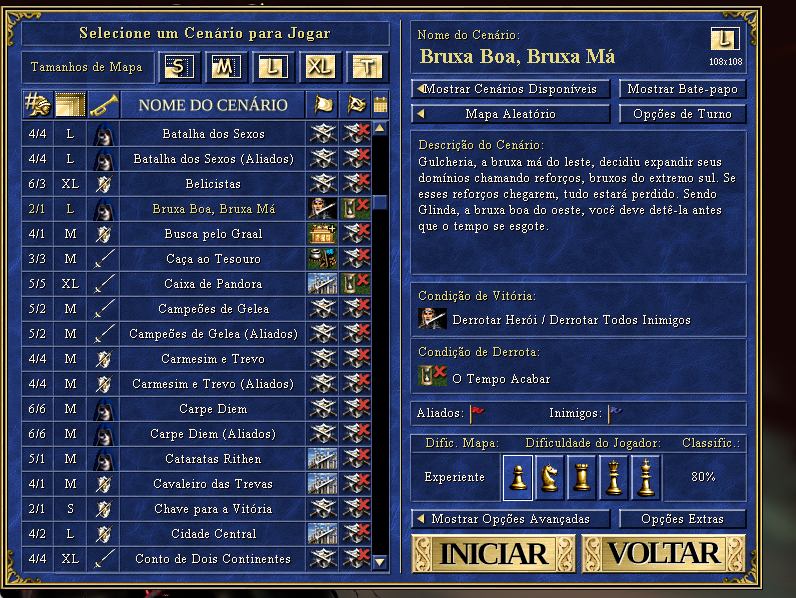 Selecione um Cenário para Jogar
Tamanhos de Mapa S M L XL T
NOME DO CENÁRIO
4/4 L Batalha dos Sexos
4/4 L Batalha dos Sexos (Aliados)
6/3 XL Belicistas
2/1 L Bruxa Boa, Bruxa Má
4/1 M Busca pelo Graal
3/3 M Caça ao Tesouro
5/5 XL Caixa de Pandora
5/2 M Campeões de Gelea
5/2 M Campeões de Gelea (Aliados)
4/4 M Carmesim e Trevo
4/4 M Carmesim e Trevo (Aliados)
6/6 M Carpe Diem
6/6 M Carpe Diem (Aliados)
5/1 M Cataratas Rithen
4/1 M Cavaleiro das Trevas
2/1 S Chave para a Vitória
4/2 L Cidade Central
4/4 XL Conto de Dois Continentes
Nome do Cenário:
Bruxa Boa, Bruxa Má
L
108x108
Mostrar Cenários Disponíveis
Mostrar Bate-papo
Mapa Aleatório
Opções de Turno
Descrição do Cenário:
Gulcheria, a bruxa má do leste, decidiu expandir seus
domínios chamando reforços, bruxos do extremo sul. Se
esses reforços chegarem, tudo estará perdido. Sendo
Glinda, a bruxa boa do oeste, você deve detê-la antes
que o tempo se esgote.
Condição de Vitória:
Derrotar Herói / Derrotar Todos Inimigos
Condição de Derrota:
O Tempo Acabar
Aliados: Inimigos:
Dific. Mapa: Dificuldade do Jogador: Classific.:
Experiente 80%
Mostrar Opções Avançadas
Opções Extras
INICIAR
VOLTAR